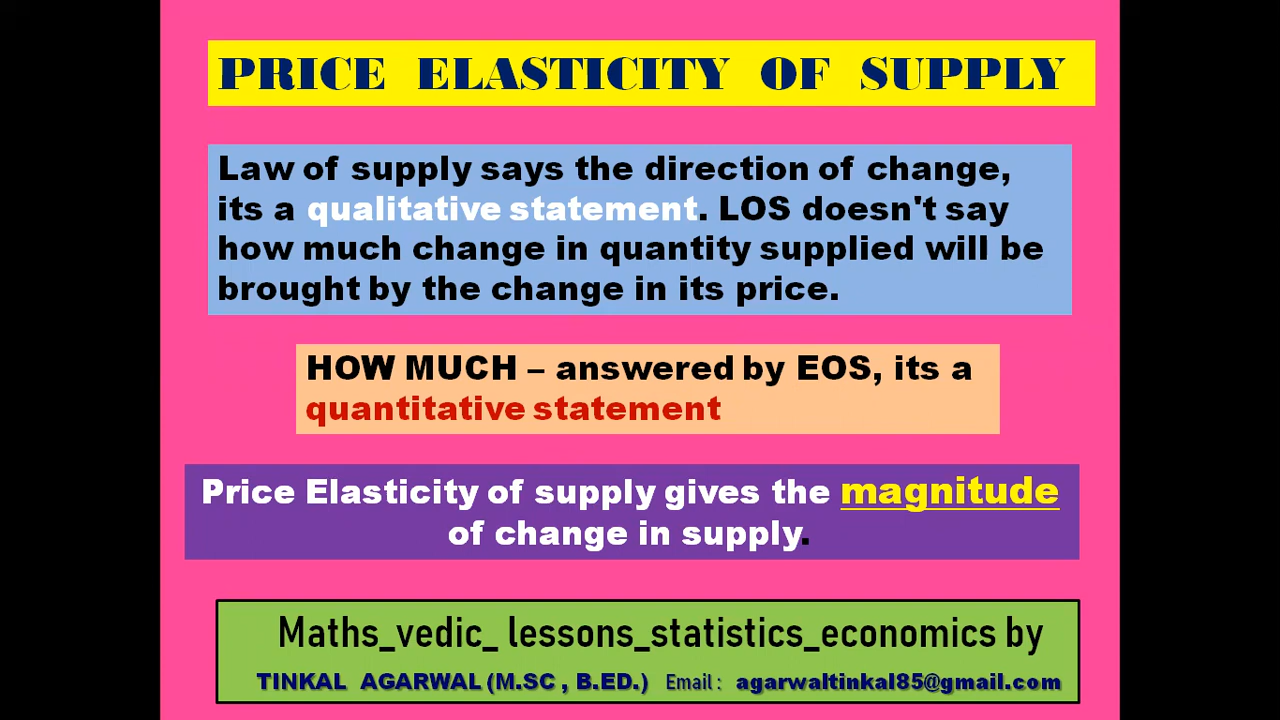 PRICE ELASTICITY OF SUPPLY
Law of supply says the direction of change,
its a qualitative statement. LOS doesn't say
how much change in quantity supplied will be
brought by the change in its price.
HOW MUCH – answered by EOS, its a
quantitative statement
Price Elasticity of supply gives the magnitude
of change in supply.
Maths_vedic_ lessons_statistics_economics by
TINKAL AGARWAL (M.SC , B.ED.) Email : agarwaltinkal85@gmail.com